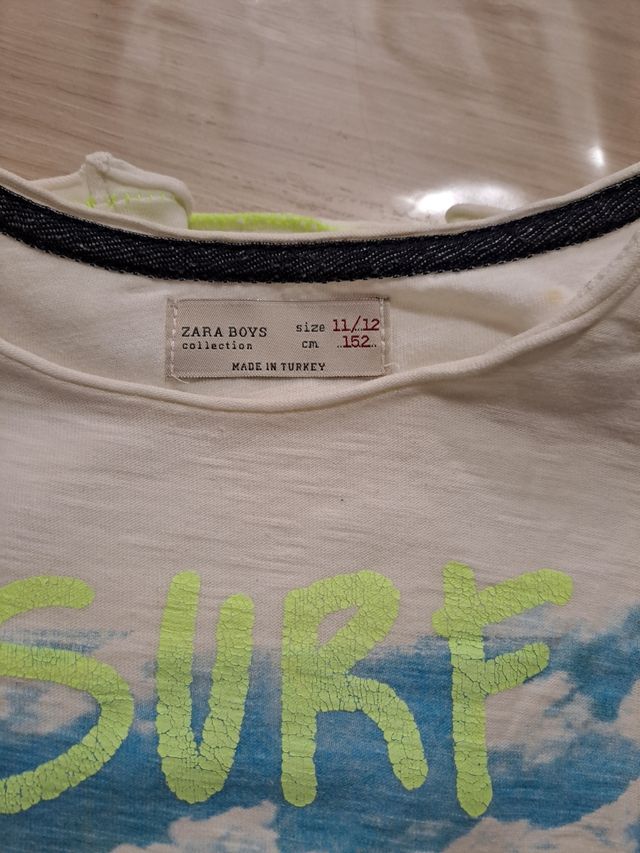 ZARA BOYS size 11/12
collection cm ..152..
MADE IN TURKEY
SURF